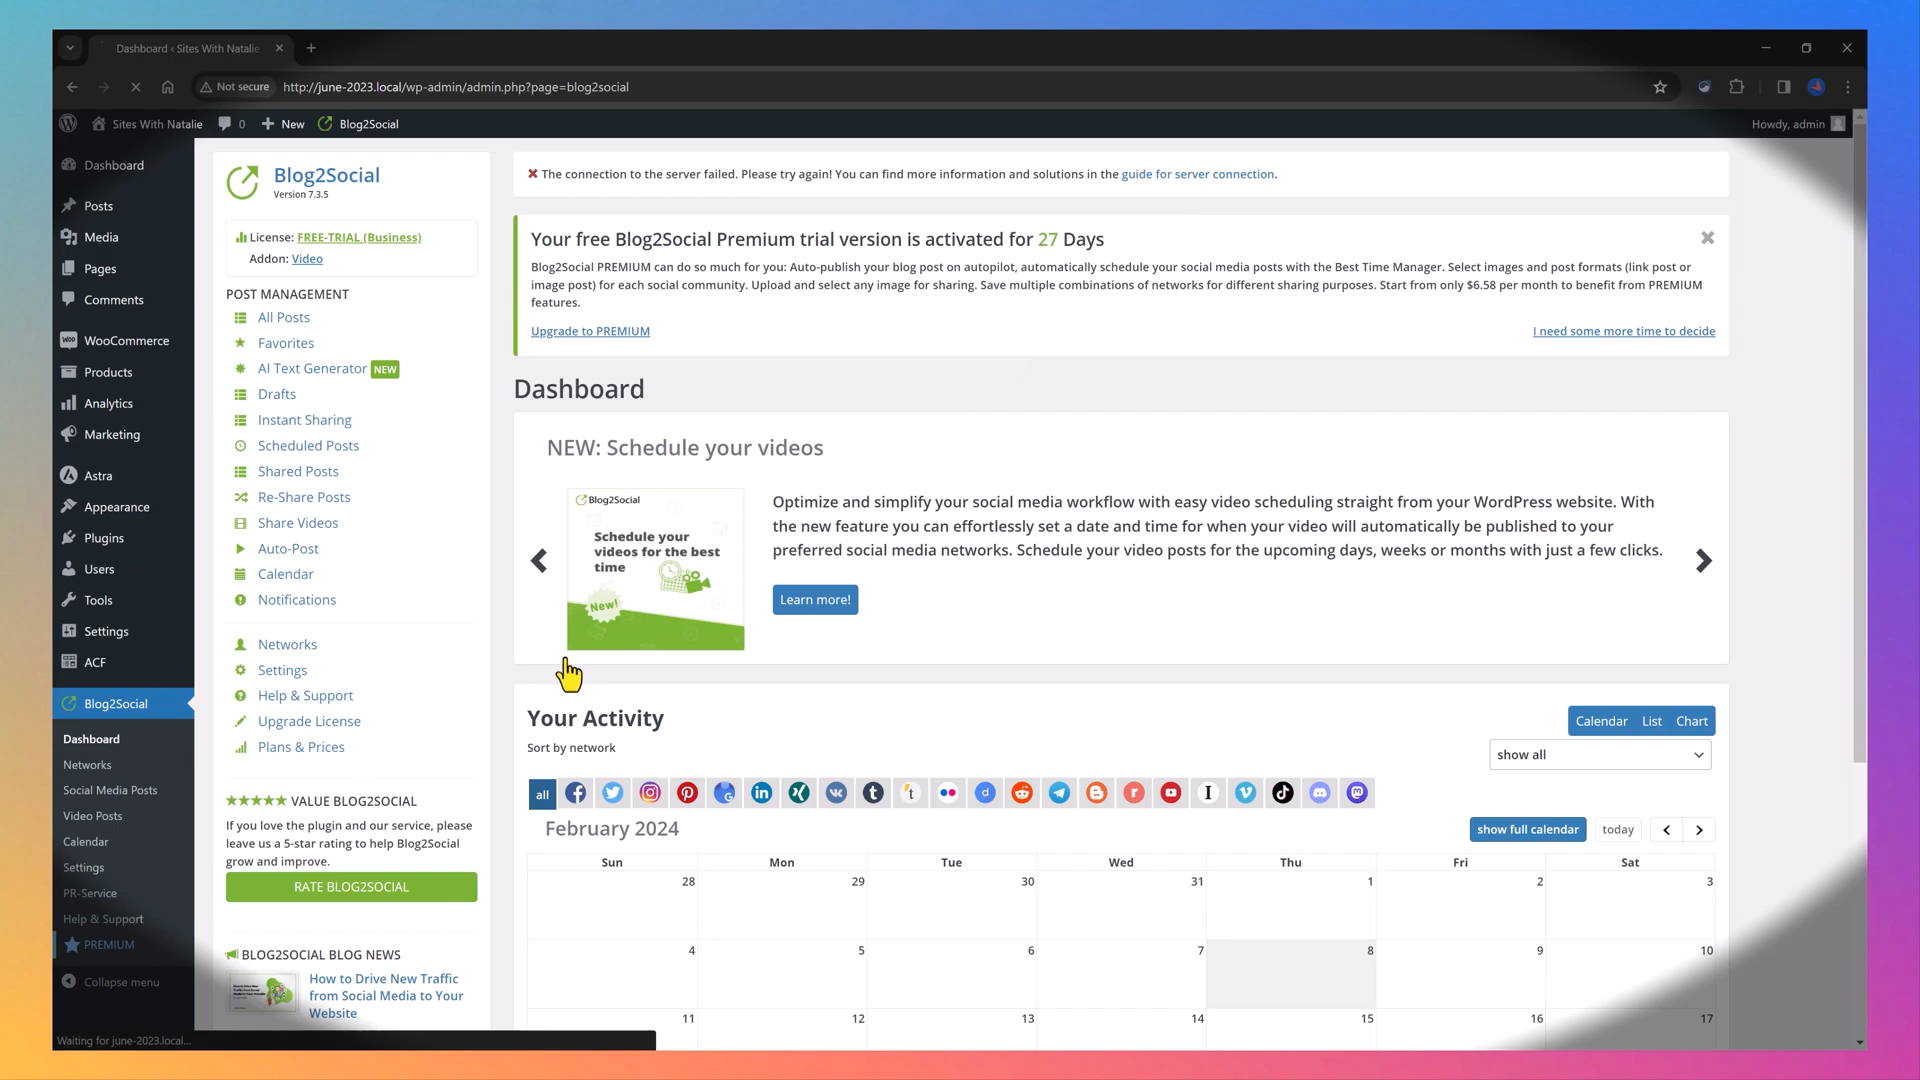 Dashboard ‹ Sites With Natalie
Not secure
http://june-2023.local/wp-admin/admin.php?page=blog2social
Sites With Natalie
0
New
Blog2Social
Howdy, admin
Dashboard
Posts
Media
Pages
Comments
WooCommerce
Products
Analytics
Marketing
Astra
Appearance
Plugins
Users
Tools
Settings
ACF
Blog2Social
Dashboard
Networks
Social Media Posts
Video Posts
Calendar
Settings
PR-Service
Help & Support
PREMIUM
Collapse menu
Waiting for june-2023.local...
Blog2Social
Version 7.3.5
License: FREE-TRIAL (Business)
Addon: Video
POST MANAGEMENT
All Posts
Favorites
AI Text Generator NEW
Drafts
Instant Sharing
Scheduled Posts
Shared Posts
Re-Share Posts
Share Videos
Auto-Post
Calendar
Notifications
Networks
Settings
Help & Support
Upgrade License
Plans & Prices
VALUE BLOG2SOCIAL
If you love the plugin and our service, please
leave us a 5-star rating to help Blog2Social
grow and improve.
RATE BLOG2SOCIAL
BLOG2SOCIAL BLOG NEWS
How to Drive New Traffic
from Social Media to Your
Website
The connection to the server failed. Please try again! You can find more information and solutions in the guide for server connection.
Your free Blog2Social Premium trial version is activated for 27 Days
Blog2Social PREMIUM can do so much for you: Auto-publish your blog post on autopilot, automatically schedule your social media posts with the Best Time Manager. Select images and post formats (link post or
image post) for each social community. Upload and select any image for sharing. Save multiple combinations of networks for different sharing purposes. Start from only $6.58 per month to benefit from PREMIUM
features.
Upgrade to PREMIUM
I need some more time to decide
Dashboard
NEW: Schedule your videos
Blog2Social
Schedule your
videos for the best
time
New!
Optimize and simplify your social media workflow with easy video scheduling straight from your WordPress website. With
the new feature you can effortlessly set a date and time for when your video will automatically be published to your
preferred social media networks. Schedule your video posts for the upcoming days, weeks or months with just a few clicks.
Learn more!
Your Activity
Calendar List Chart
Sort by network
show all
all
February 2024
show full calendar
today
Sun Mon Tue Wed Thu Fri Sat
28 29 30 31 1 2 3
4 5 6 7 8 9 10
11 12 13 14 15 16 17